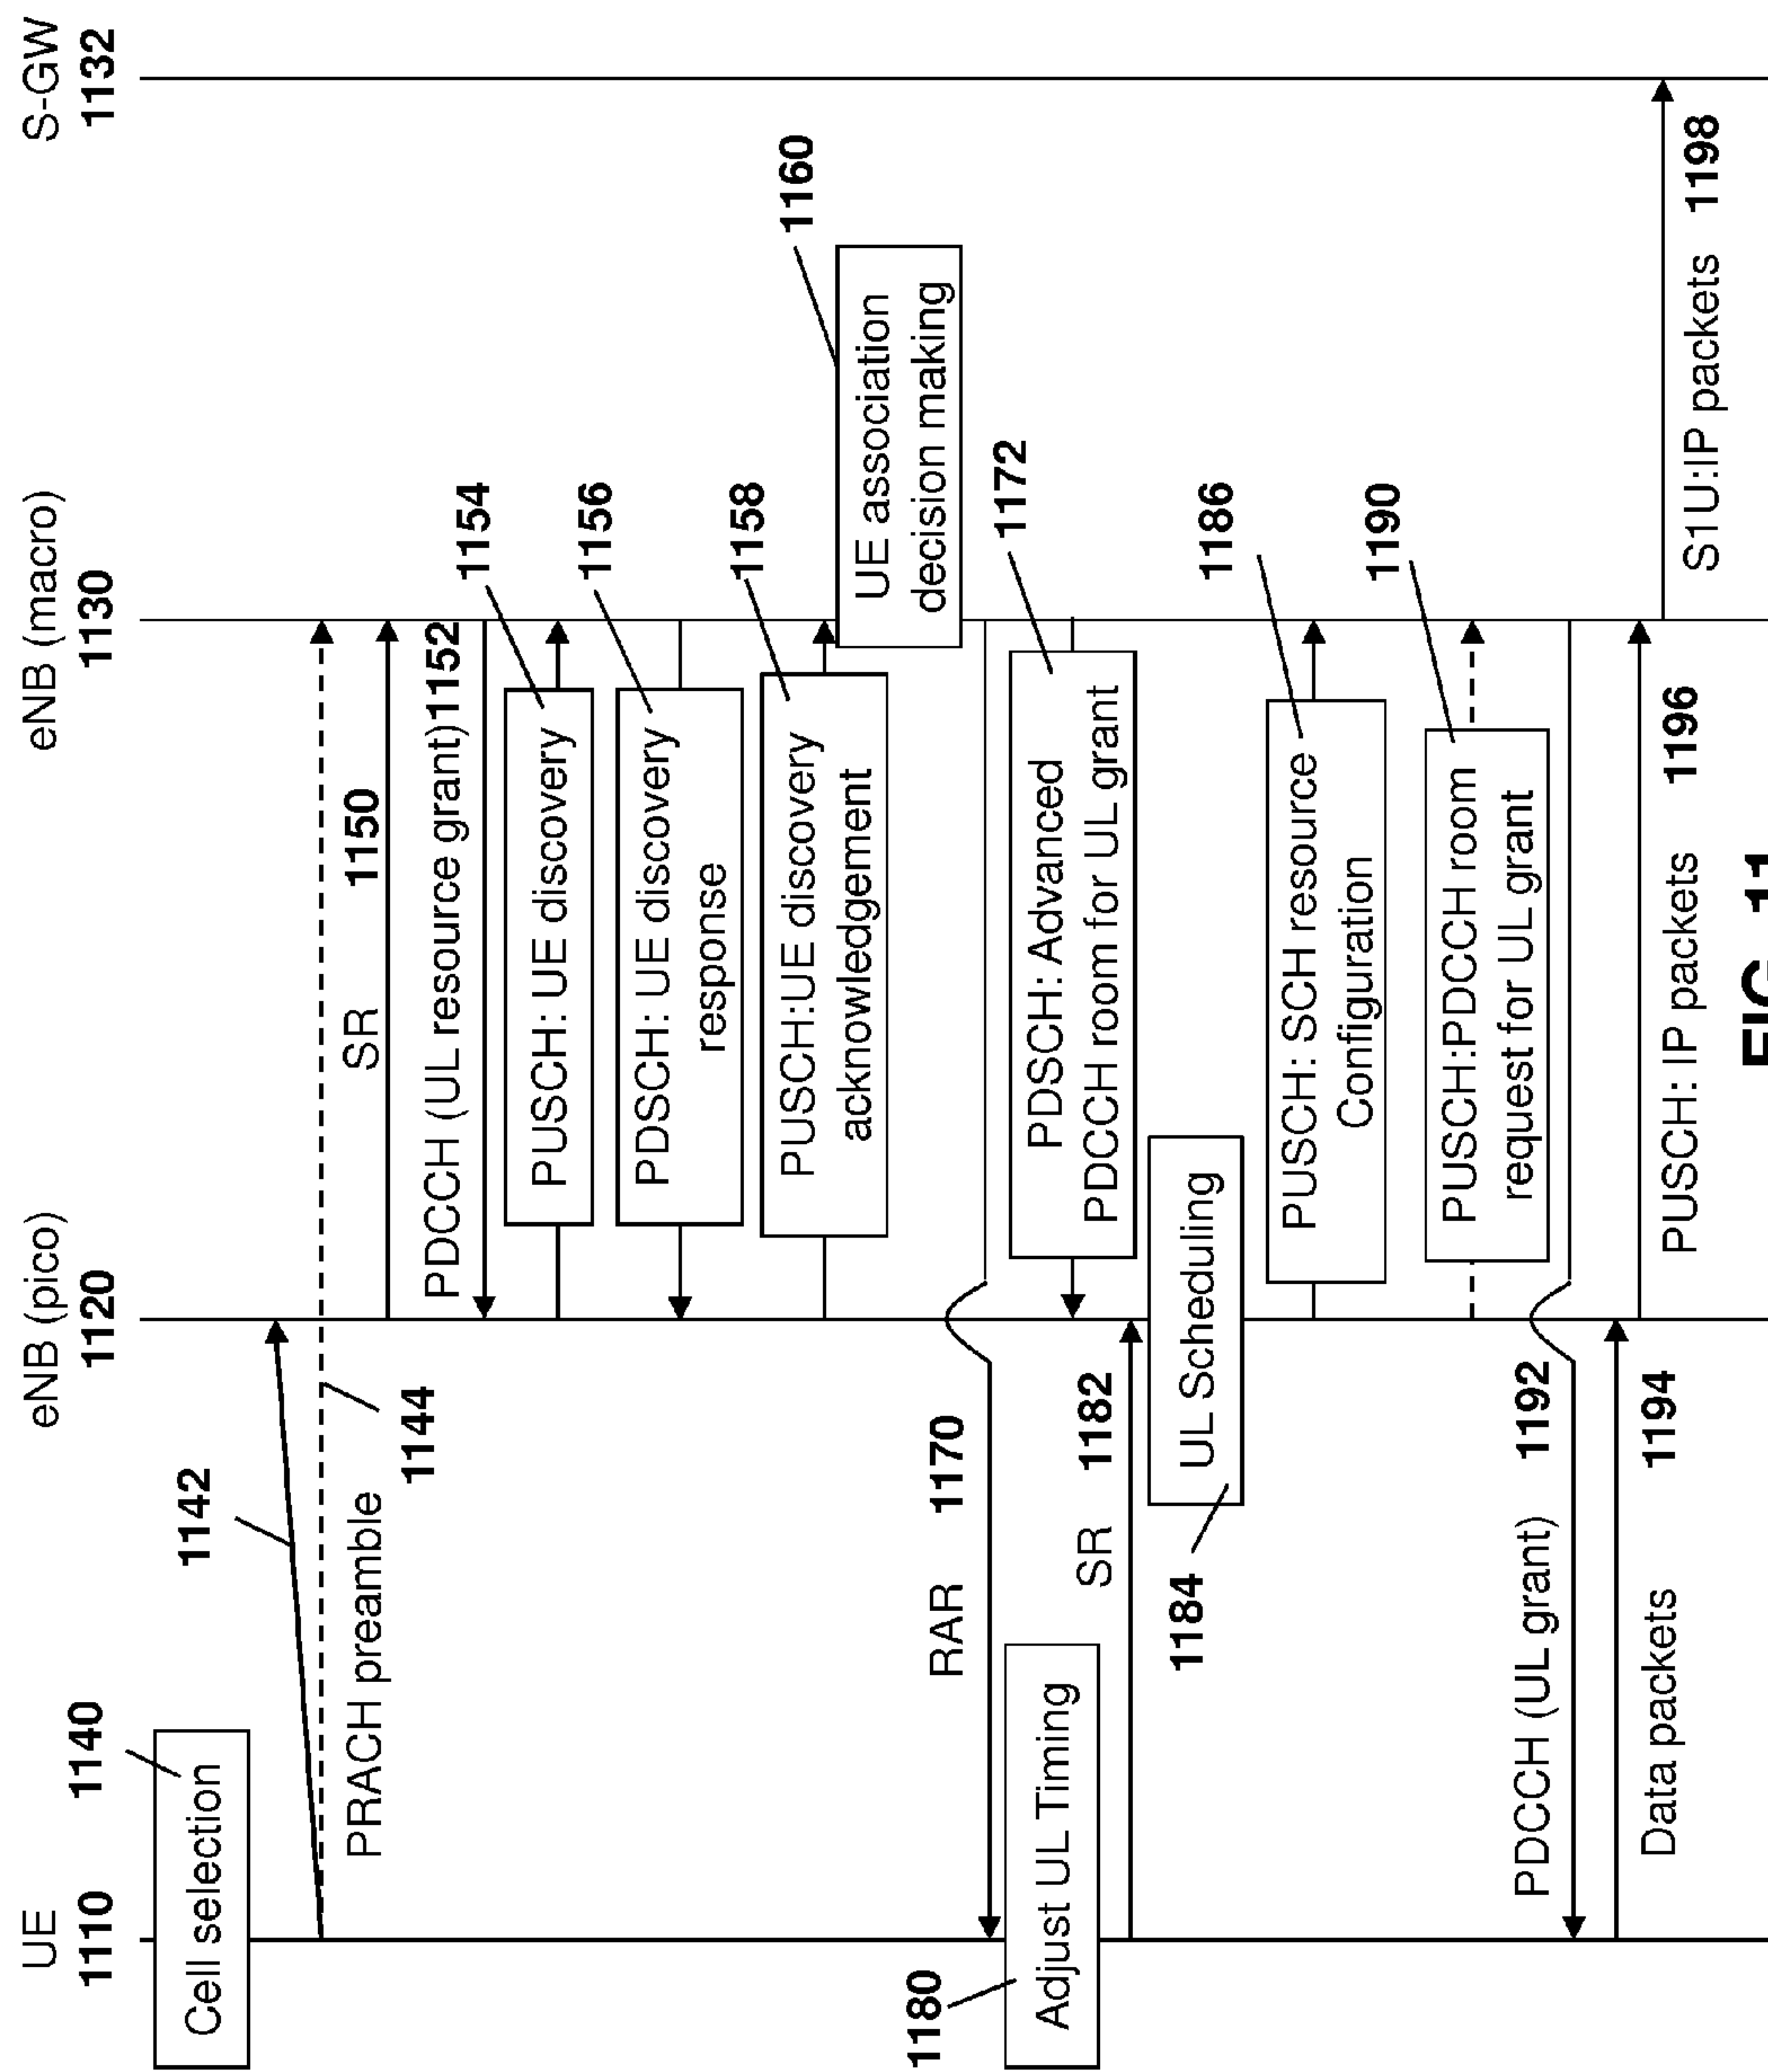 UE
1110
eNB (pico)
1120
eNB (macro)
1130
S-GW
1132
Cell selection
1140
1142
PRACH preamble
1144
SR
1150
PDCCH (UL resource grant)
1152
PUSCH: UE discovery
1154
PDSCH: UE discovery
response
1156
PUSCH:UE discovery
acknowledgement
1158
UE association
decision making
1160
RAR
1170
PDSCH: Advanced
PDCCH room for UL grant
1172
1180
Adjust UL Timing
SR
1182
1184
UL Scheduling
PUSCH: SCH resource
Configuration
1186
PUSCH:PDCCH room
request for UL grant
1190
PDCCH (UL grant)
1192
Data packets
1194
PUSCH: IP packets
1196
S1U:IP packets
1198
FIG. 11